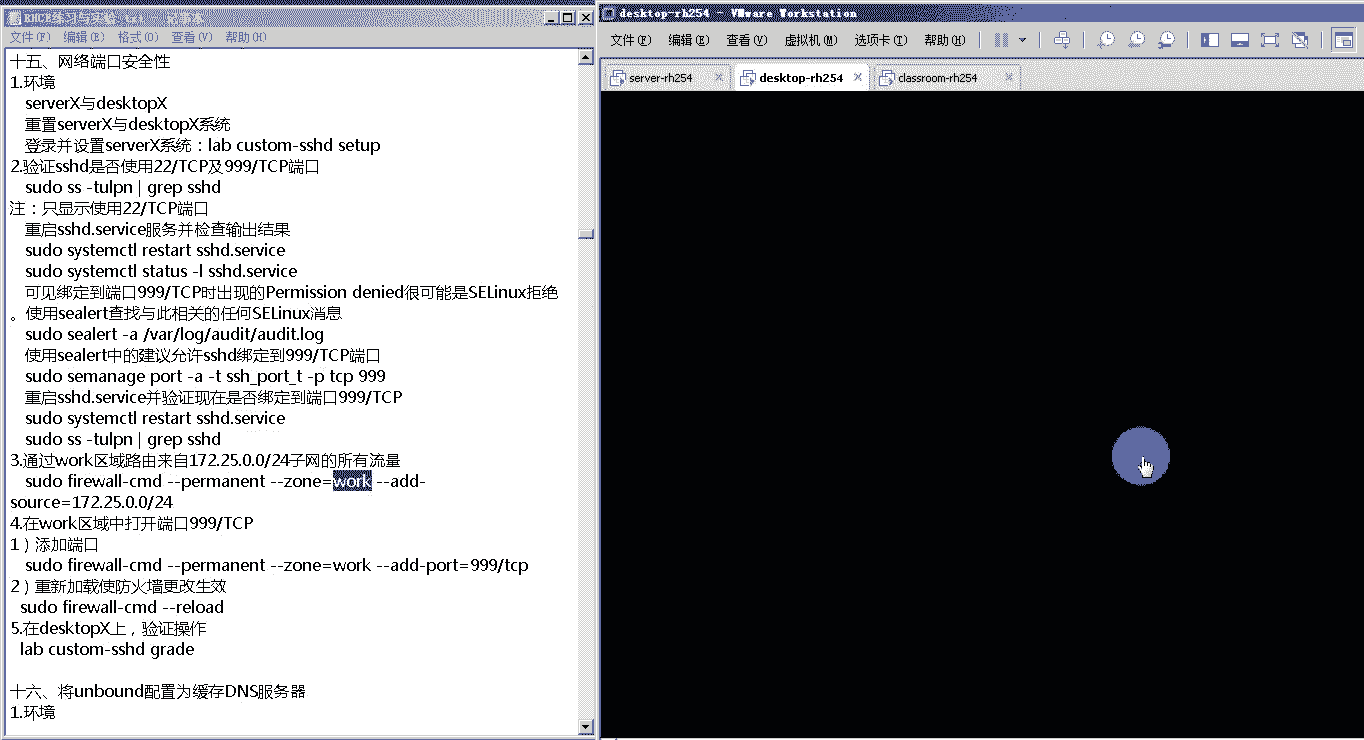 RHCE练习与实验.txt - 记事本
文件(F) 编辑(E) 格式(O) 查看(V) 帮助(H)
十五、网络端口安全性
1.环境
serverX与desktopX
重置serverX与desktopX系统
登录并设置serverX系统：lab custom-sshd setup
2.验证sshd是否使用22/TCP及999/TCP端口
sudo ss -tulpn | grep sshd
注：只显示使用22/TCP端口
重启sshd.service服务并检查输出结果
sudo systemctl restart sshd.service
sudo systemctl status -l sshd.service
可见绑定到端口999/TCP时出现的Permission denied很可能是SELinux拒绝
。使用sealert查找与此相关的任何SELinux消息
sudo sealert -a /var/log/audit/audit.log
使用sealert中的建议允许sshd绑定到999/TCP端口
sudo semanage port -a -t ssh_port_t -p tcp 999
重启sshd.service并验证现在是否绑定到端口999/TCP
sudo systemctl restart sshd.service
sudo ss -tulpn | grep sshd
3.通过work区域路由来自172.25.0.0/24子网的所有流量
sudo firewall-cmd --permanent --zone=work --add-
source=172.25.0.0/24
4.在work区域中打开端口999/TCP
1）添加端口
sudo firewall-cmd --permanent --zone=work --add-port=999/tcp
2）重新加载使防火墙更改生效
sudo firewall-cmd --reload
5.在desktopX上，验证操作
lab custom-sshd grade
十六、将unbound配置为缓存DNS服务器
1.环境
desktop-rh254 - VMware Workstation
文件(F) 编辑(E) 查看(V) 虚拟机(M) 选项卡(T) 帮助(H)
server-rh254 desktop-rh254 classroom-rh254